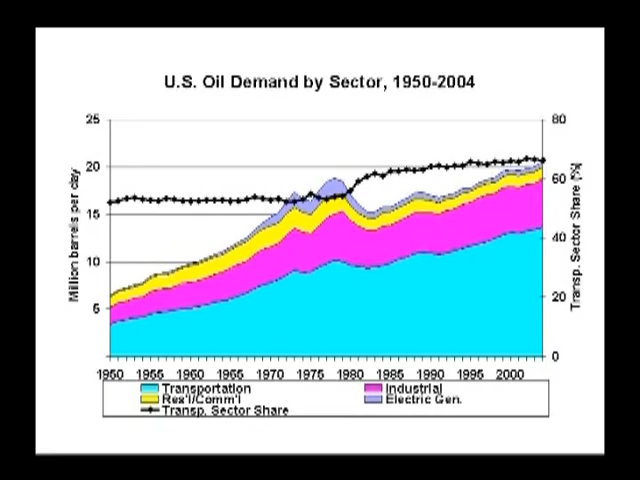 U.S. Oil Demand by Sector, 1950-2004
25
20
15
10
5
80
60
40
20
0
Million barrels per day
Transp. Sector Share (%)
1950 1955 1960 1965 1970 1975 1980 1985 1990 1995 2000
Transportation Industrial
Res'l/Comm'l Electric Gen.
Transp. Sector Share